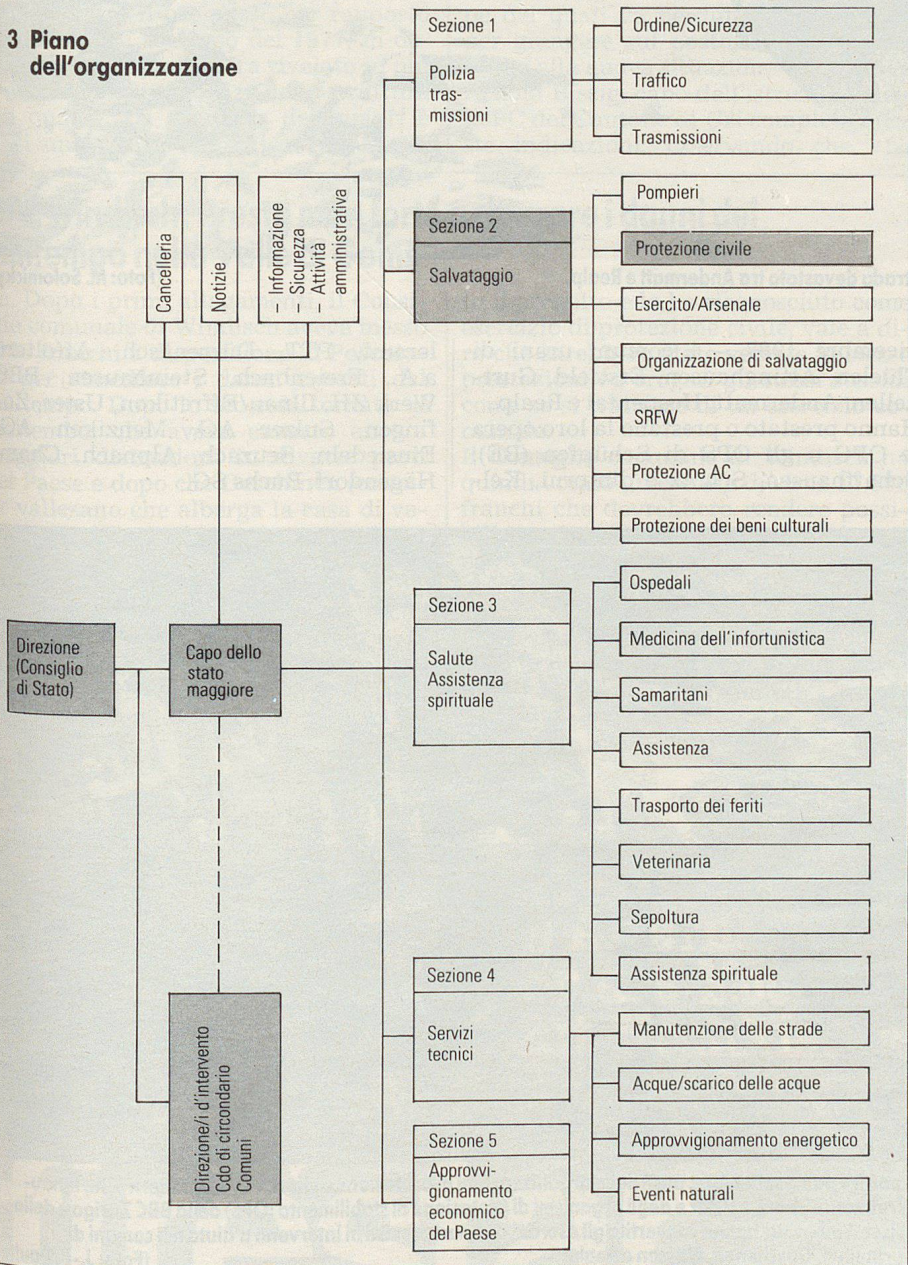 3 Piano
dell'organizzazione
Cancelleria
Notizie
– Informazione
– Sicurezza
– Attività
amministrativa
Direzione
(Consiglio
di Stato)
Capo dello
stato
maggiore
Direzione/i d'intervento
Cdo di circondario
Comuni
Sezione 1
Polizia
tras-
missioni
Ordine/Sicurezza
Traffico
Trasmissioni
Sezione 2
Salvataggio
Pompieri
Protezione civile
Esercito/Arsenale
Organizzazione di salvataggio
SRFW
Protezione AC
Protezione dei beni culturali
Sezione 3
Salute
Assistenza
spirituale
Ospedali
Medicina dell'infortunistica
Samaritani
Assistenza
Trasporto dei feriti
Veterinaria
Sepoltura
Assistenza spirituale
Sezione 4
Servizi
tecnici
Manutenzione delle strade
Acque/scarico delle acque
Approvvigionamento energetico
Eventi naturali
Sezione 5
Approvvi-
gionamento
economico
del Paese